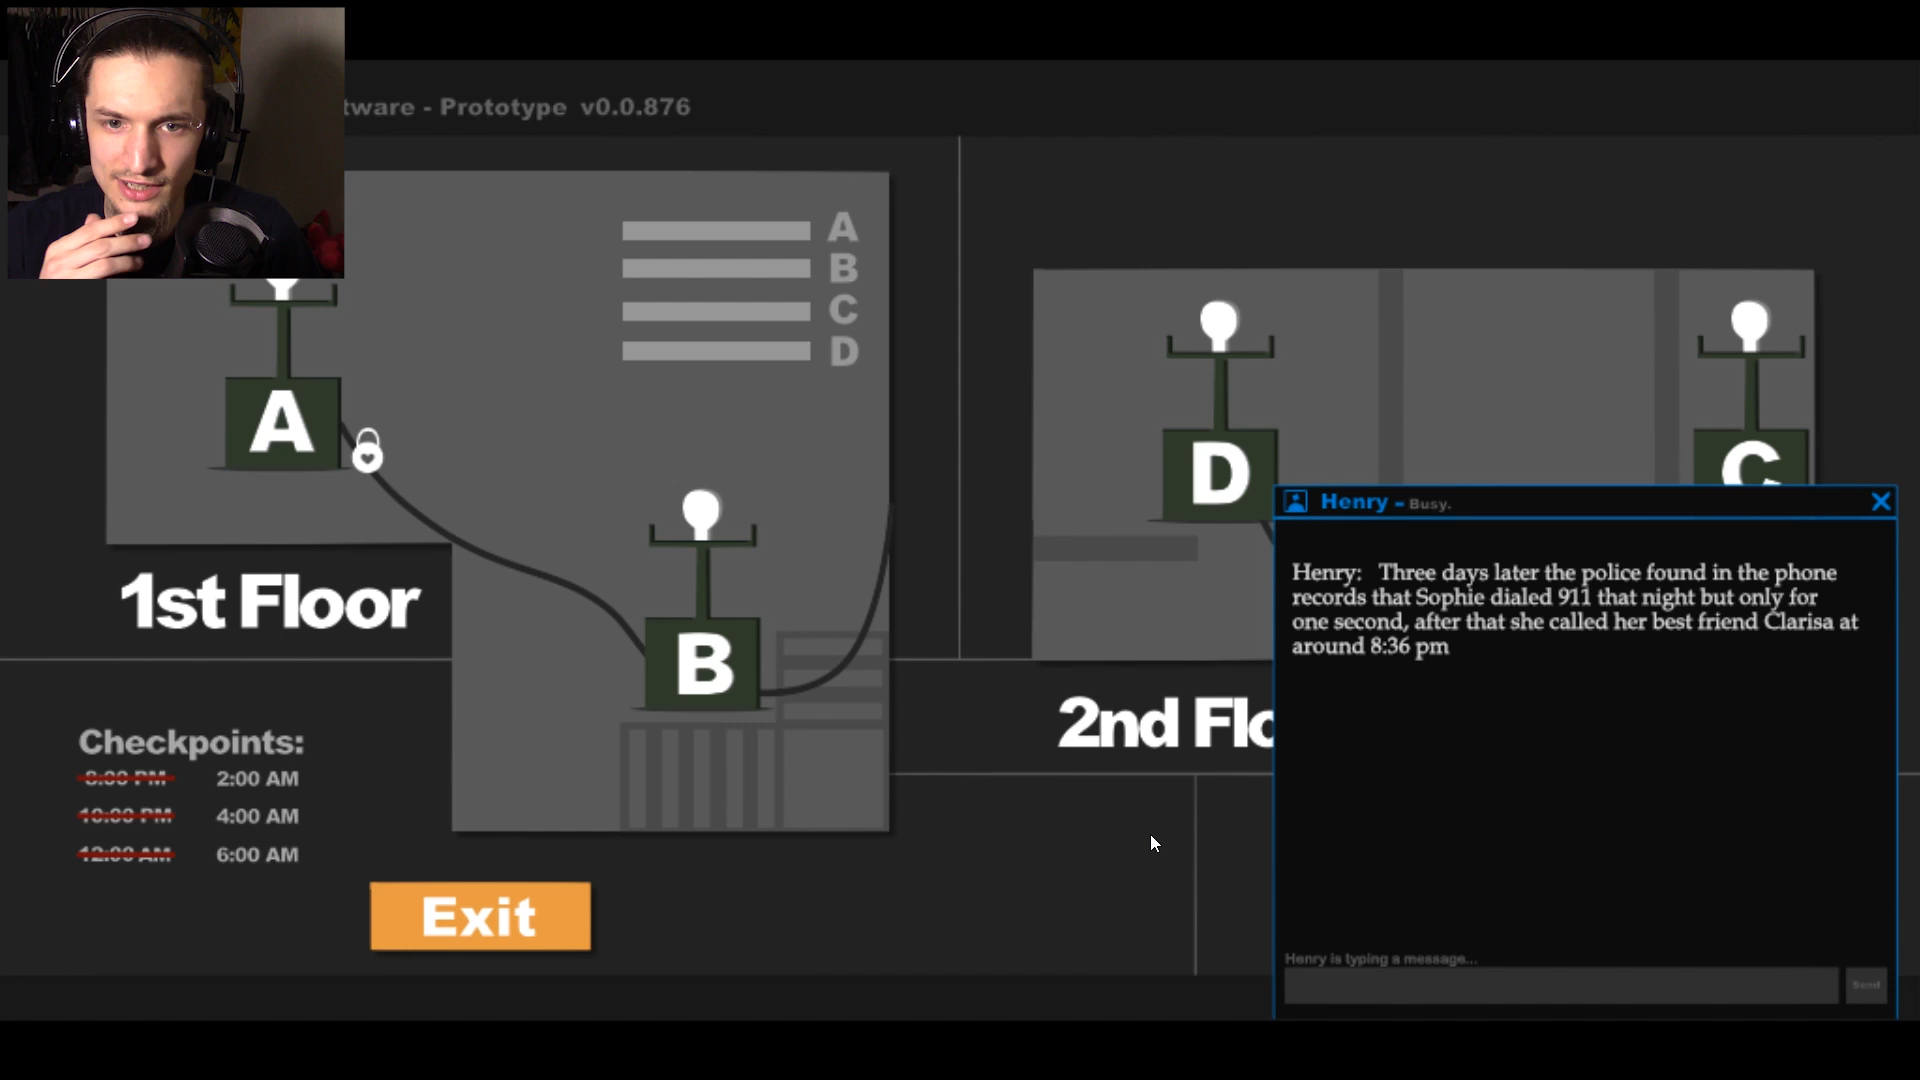 tware - Prototype v0.0.876
A
B
C
D
A
B
1st Floor
D
C
2nd Flo
Checkpoints:
8:00 PM 2:00 AM
10:00 PM 4:00 AM
12:00 AM 6:00 AM
Exit
Henry - Busy.
Henry: Three days later the police found in the phone
records that Sophie dialed 911 that night but only for
one second, after that she called her best friend Clarisa at
around 8:36 pm
Henry is typing a message...
Send